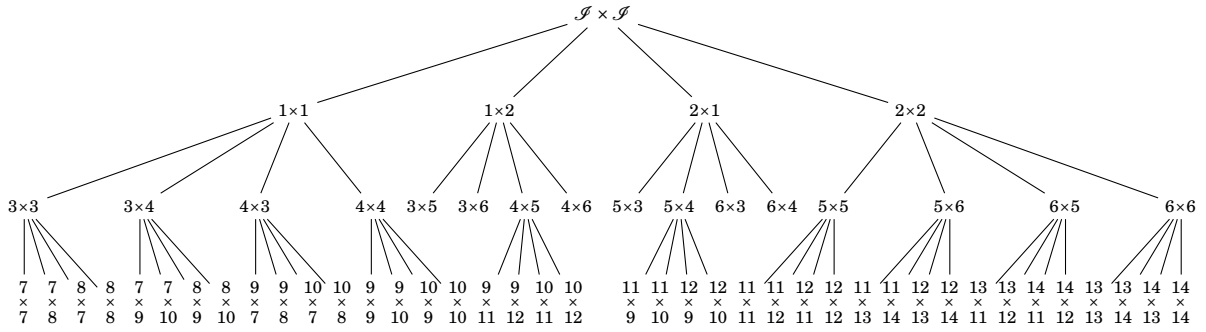 𝓘 × 𝓘
1×1 1×2 2×1 2×2
3×3 3×4 4×3 4×4 3×5 3×6 4×5 4×6 5×3 5×4 6×3 6×4 5×5 5×6 6×5 6×6
7 7 8 8 7 7 8 8 9 9 10 10 9 9 10 10 9 9 10 10 11 11 12 12 11 11 12 12 11 11 12 12 13 13 14 14 13 13 14 14
× × × × × × × × × × × × × × × × × × × × × × × × × × × × × × × × × × × × × × × ×
7 8 7 8 9 10 9 10 7 8 7 8 9 10 9 10 11 12 11 12 9 10 9 10 11 12 11 12 13 14 13 14 11 12 11 12 13 14 13 14